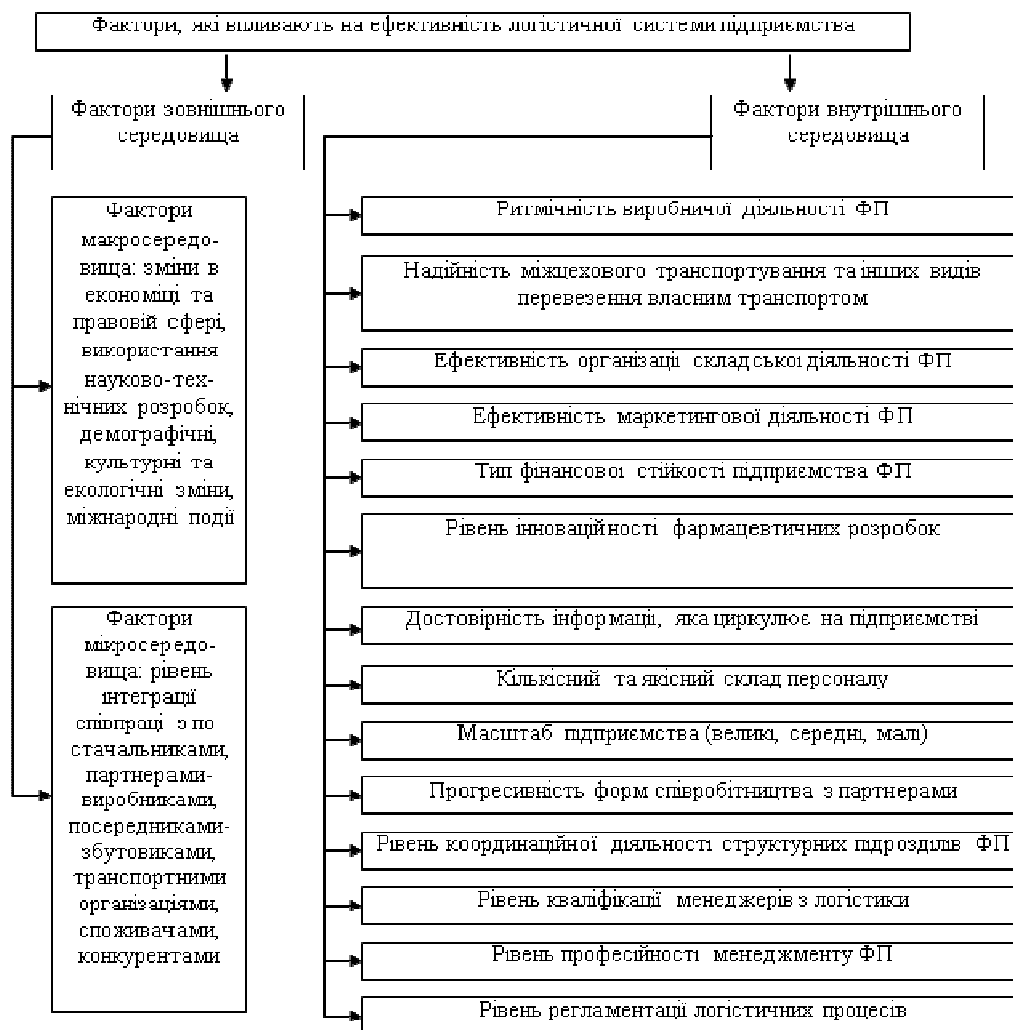 Фактори, які впливають на ефективність логістичної системи підприємства
Фактори зовнішнього
середовища
Фактори внутрішнього
середовища
Фактори
макросередо-
вища: зміни в
економіці та
правовій сфері,
використання
науково-тех-
нічних розробок,
демографічні,
культурні та
екологічні зміни,
міжнародні події
Фактори
мікросередо-
вища: рівень
інтеграції
співпраці з по
стачальниками,
партнерами-
виробниками,
посередниками-
збутовиками,
транспортними
організаціями,
споживачами,
конкурентами
Ритмічність виробничої діяльності ФП
Надійність міжцехового транспортування та інших видів
перевезення власним транспортом
Ефективність організації складської діяльності ФП
Ефективність маркетингової діяльності ФП
Тип фінансової стійкості підприємства ФП
Рівень інноваційності фармацевтичних розробок
Достовірність інформації, яка циркулює на підприємстві
Кількісний та якісний склад персоналу
Масштаб підприємства (великі, середні, малі)
Прогресивність форм співробітництва з партнерами
Рівень координаційної діяльності структурних підрозділів ФП
Рівень кваліфікації менеджерів з логістики
Рівень професійності менеджменту ФП
Рівень регламентації логістичних процесів